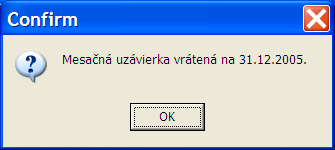 Confirm
Mesačná uzávierka vrátená na 31.12.2005.
OK